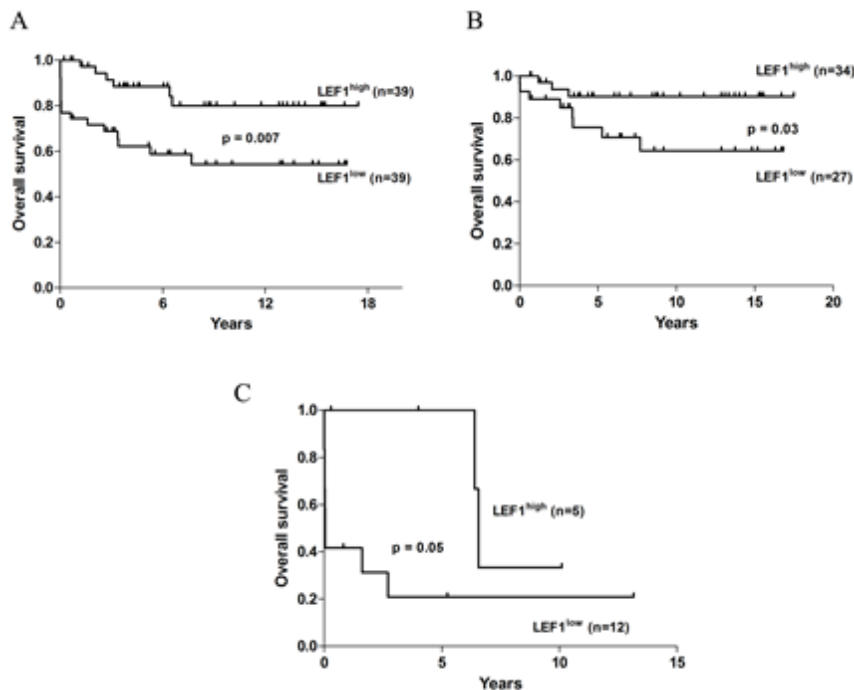 A
Overall survival
1.0
0.8
0.6
0.4
0.2
0.0
LEF1high (n=39)
p = 0.007
LEF1low (n=39)
0 6 12 18
Years
B
Overall survival
1.0
0.8
0.6
0.4
0.2
0.0
LEF1high (n=34)
p = 0.03
LEF1low (n=27)
0 5 10 15 20
Years
C
Overall survival
1.0
0.8
0.6
0.4
0.2
0.0
LEF1high (n=5)
p = 0.05
LEF1low (n=12)
0 5 10 15
Years